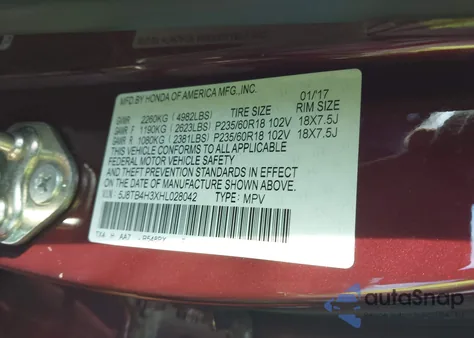 MFD.BY HONDA OF AMERICA MFG.,INC. 01/17
TIRE SIZE RIM SIZE
GVWR 2260KG (4982LBS)
GAWR F 1190KG (2623LBS) P235/60R18 102V 18X7.5J
GAWR R 1080KG (2381LBS) P235/60R18 102V 18X7.5J
THIS VEHICLE CONFORMS TO ALL APPLICABLE
FEDERAL MOTOR VEHICLE SAFETY
AND THEFT PREVENTION STANDARDS IN EFFECT
ON THE DATE OF MANUFACTURE SHOWN ABOVE.
V.I.N: 5J8TB4H3XHL028042 TYPE: MPV
autoSnap